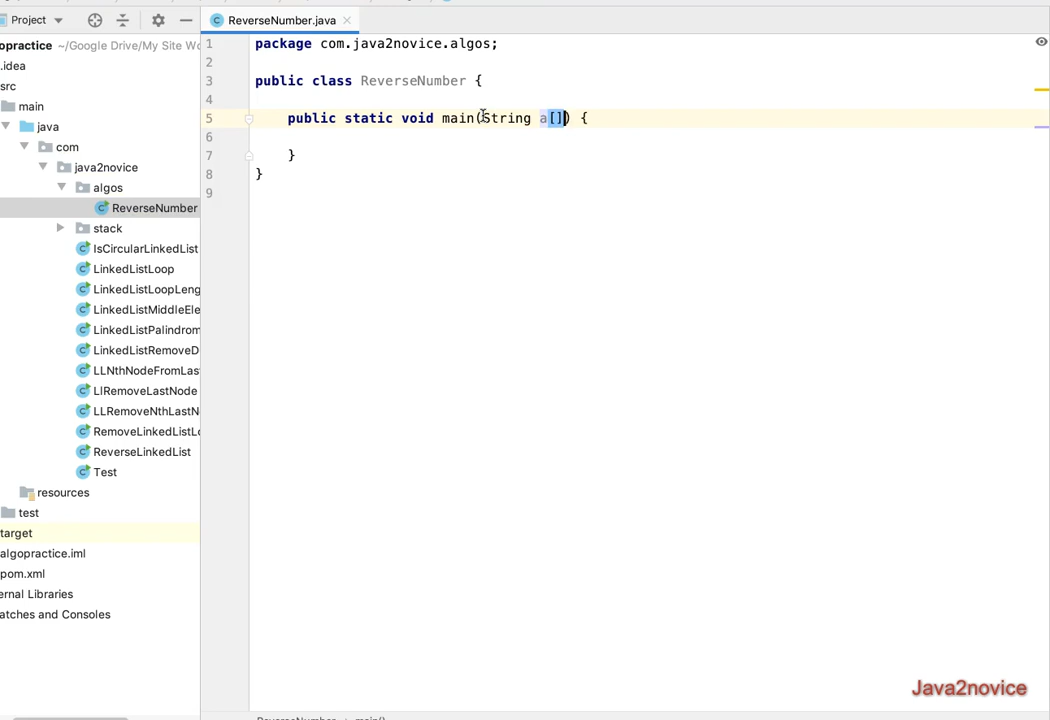 Project
ReverseNumber.java
opractice ~/Google Drive/My Site Wo
.idea
src
main
java
com
java2novice
algos
ReverseNumber
stack
IsCircularLinkedList
LinkedListLoop
LinkedListLoopLeng
LinkedListMiddleEle
LinkedListPalindrom
LinkedListRemoveD
LLNthNodeFromLas
LlRemoveLastNode
LLRemoveNthLastN
RemoveLinkedListLo
ReverseLinkedList
Test
resources
test
target
algopractice.iml
pom.xml
ernal Libraries
atches and Consoles
1 package com.java2novice.algos;
2
3 public class ReverseNumber {
4
5 public static void main(String a[]) {
6
7 }
8 }
9
Java2novice